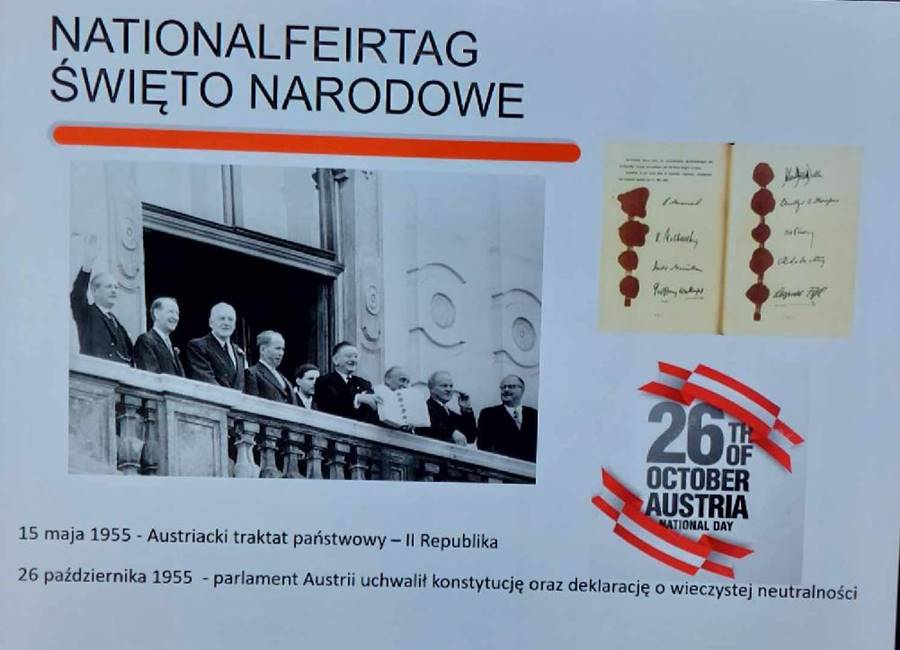 NATIONALFEIRTAG
ŚWIĘTO NARODOWE
26TH OF
OCTOBER
AUSTRIA
NATIONAL DAY
15 maja 1955 - Austriacki traktat państwowy – II Republika
26 października 1955 - parlament Austrii uchwalił konstytucję oraz deklarację o wieczystej neutralności